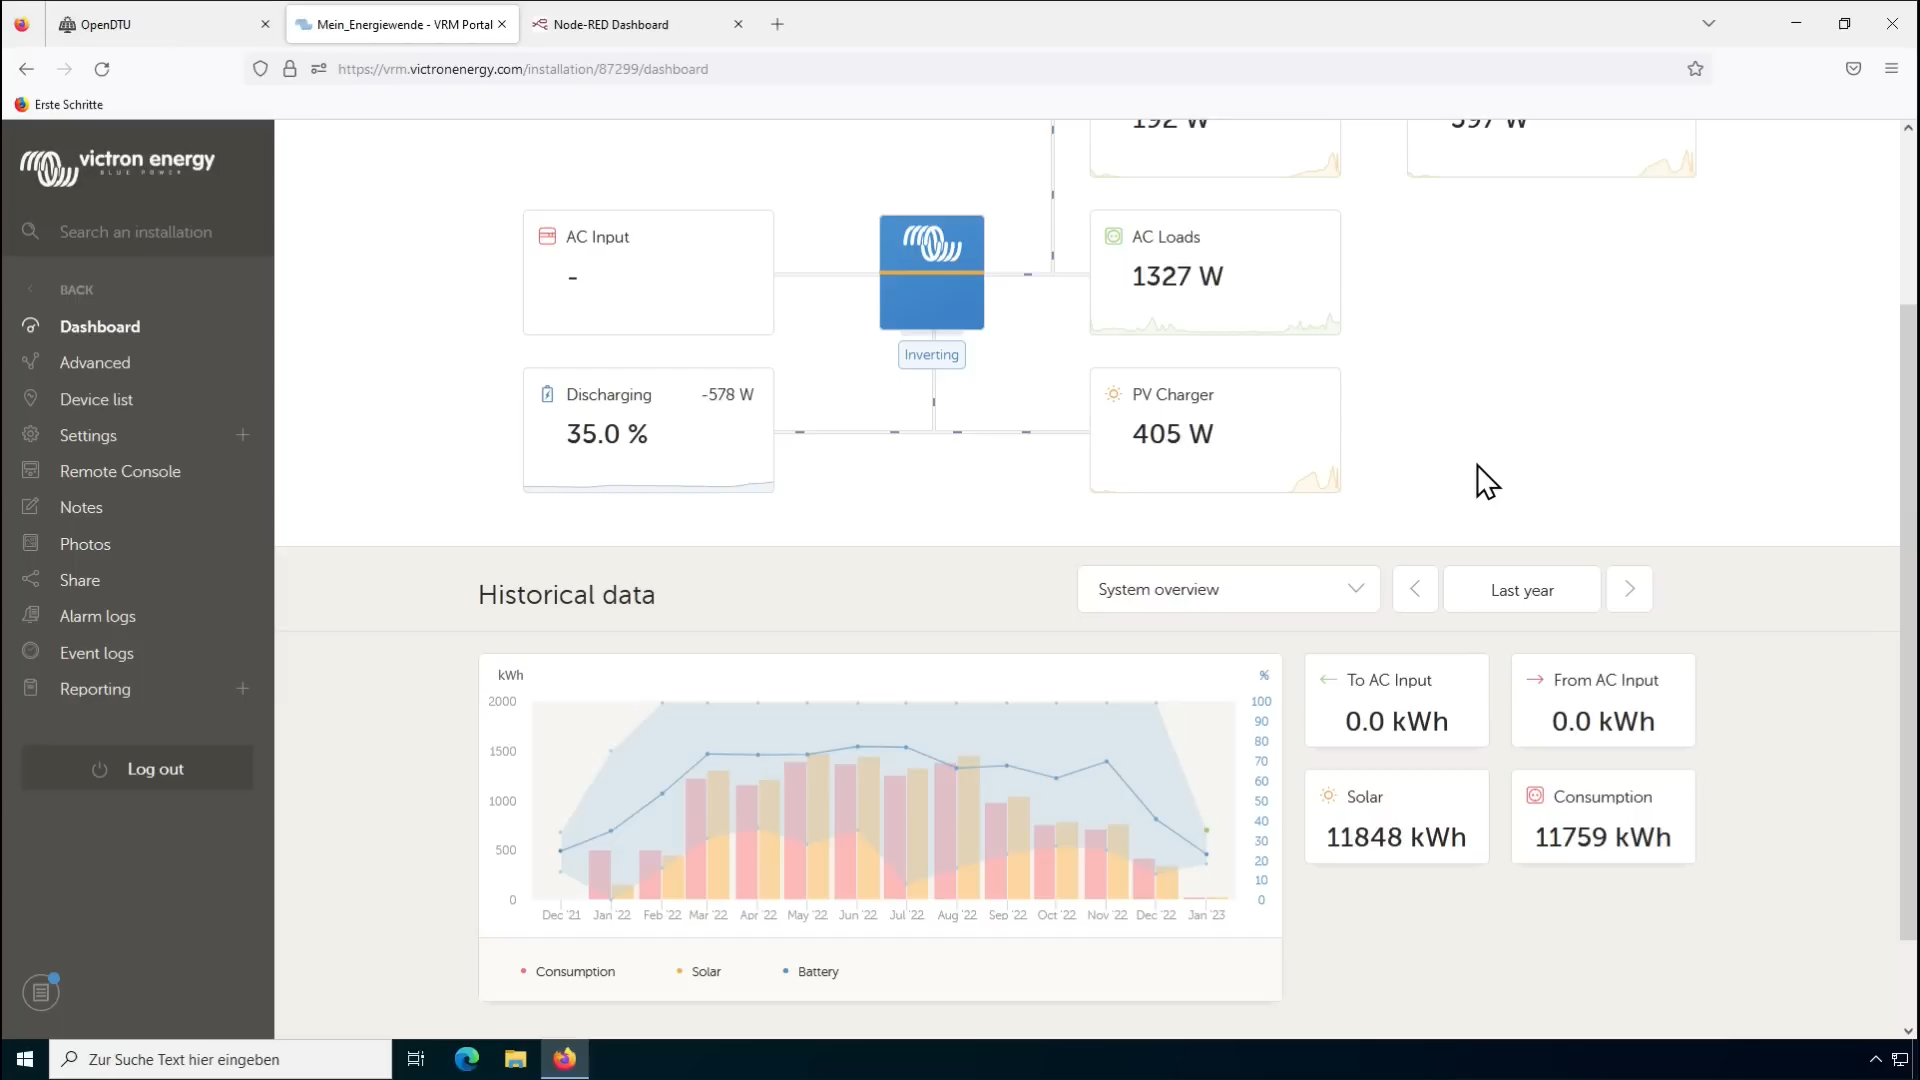 OpenDTU
Mein_Energiewende - VRM Portal
Node-RED Dashboard
https://vrm.victronenergy.com/installation/87299/dashboard
Erste Schritte
victron energy
BLUE POWER
Search an installation
BACK
Dashboard
Advanced
Device list
Settings
Remote Console
Notes
Photos
Share
Alarm logs
Event logs
Reporting
Log out
192 W
397 W
AC Input
-
AC Loads
1327 W
Inverting
Discharging -578 W
35.0 %
PV Charger
405 W
Historical data
System overview
Last year
kWh %
2000 100
90
1500 80
70
60
1000 50
40
500 30
20
10
0 0
Dec '21 Jan '22 Feb '22 Mar '22 Apr '22 May '22 Jun '22 Jul '22 Aug '22 Sep '22 Oct '22 Nov '22 Dec '22 Jan '23
Consumption Solar Battery
To AC Input
0.0 kWh
From AC Input
0.0 kWh
Solar
11848 kWh
Consumption
11759 kWh
Zur Suche Text hier eingeben